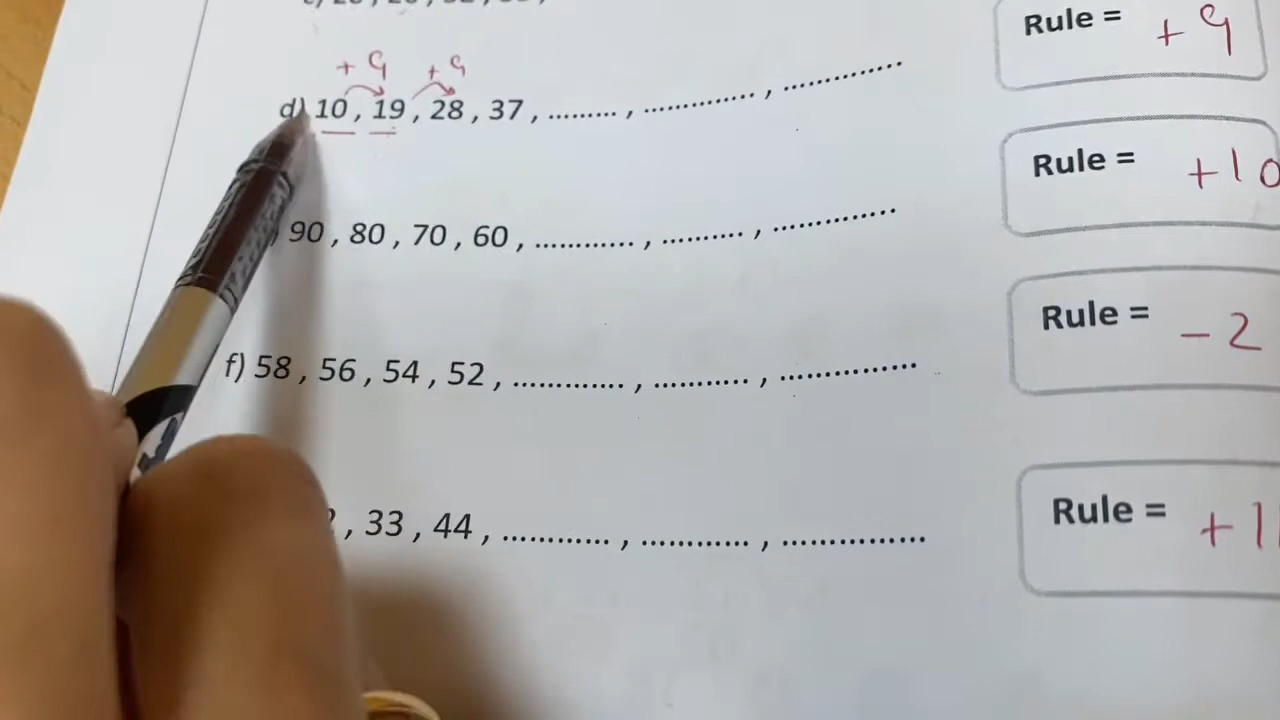 Rule = + 9
+ 9 + 9
d) 10 , 19 , 28 , 37 , ......... , .............. , ...............
Rule = +10
90 , 80 , 70 , 60 , ............. , ........... , ................
Rule = - 2
f) 58 , 56 , 54 , 52 , .............. , ............ , .................
Rule = + 11
, 33 , 44 , ............. , ............. , .................